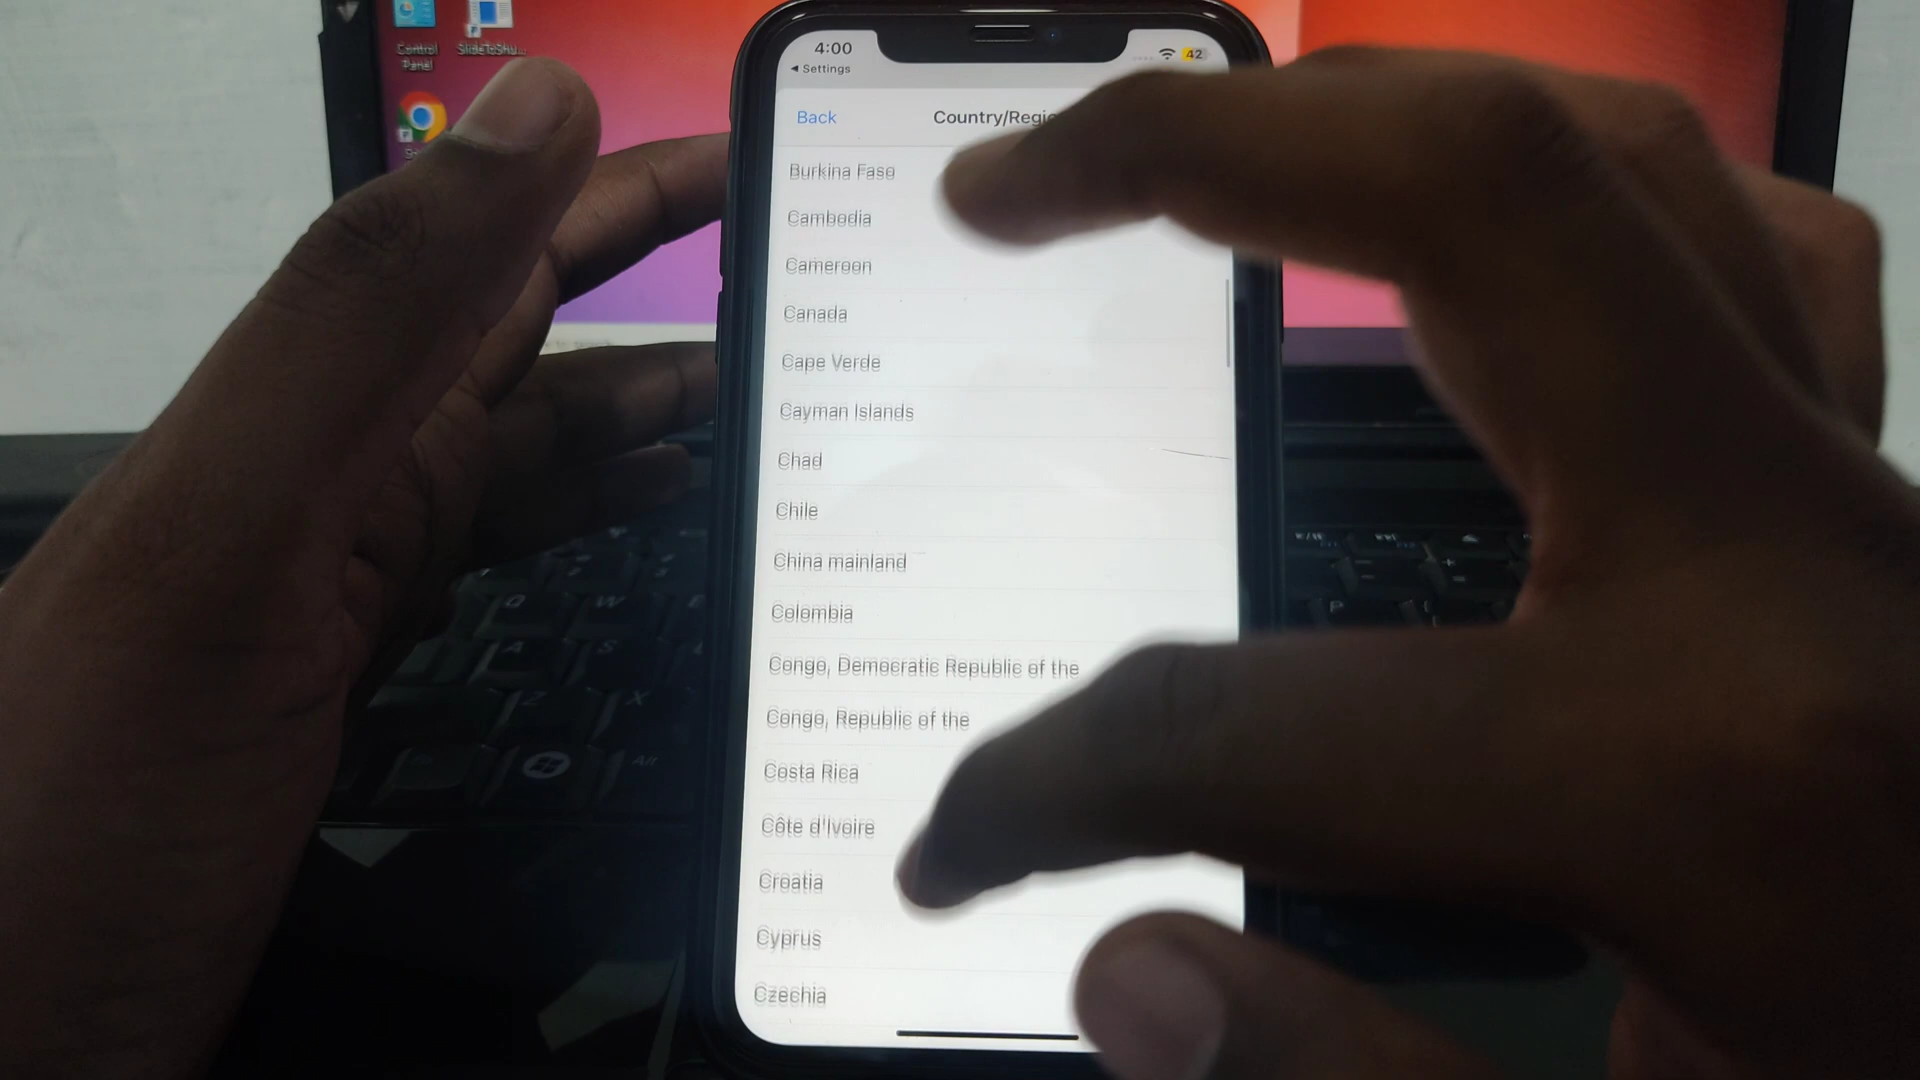 Control
Panel
SlideToShu...
4:00
42
◀ Settings
Back
Country/Regio
Burkina Faso
Cambodia
Cameroon
Canada
Cape Verde
Cayman Islands
Chad
Chile
China mainland
Colombia
Congo, Democratic Republic of the
Congo, Republic of the
Costa Rica
Côte d'Ivoire
Croatia
Cyprus
Czechia
Q
W
E
P
A
S
Z
X
Alt